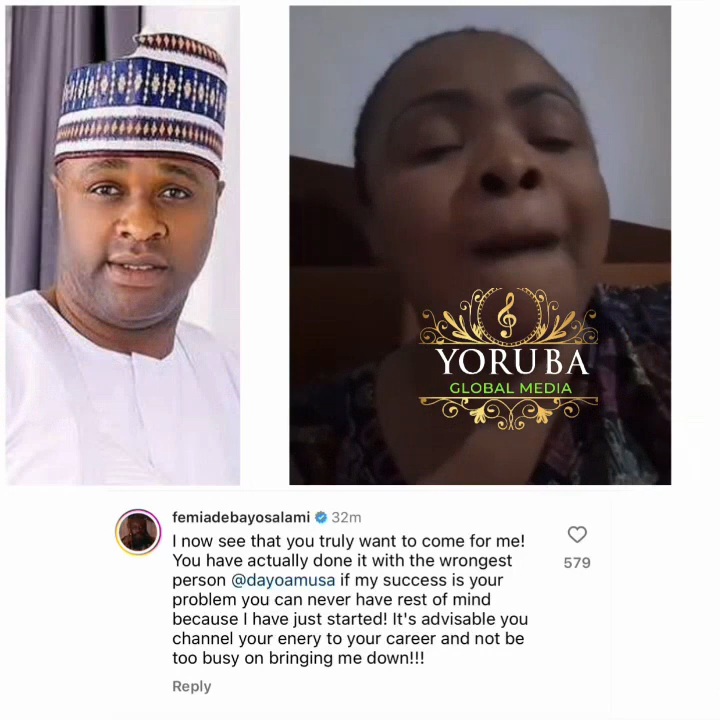 YORUBA
GLOBAL MEDIA
femiadebayosalami 32m
I now see that you truly want to come for me!
You have actually done it with the wrongest
person @dayoamusa if my success is your
problem you can never have rest of mind
because I have just started! It's advisable you
channel your enery to your career and not be
too busy on bringing me down!!!
579
Reply